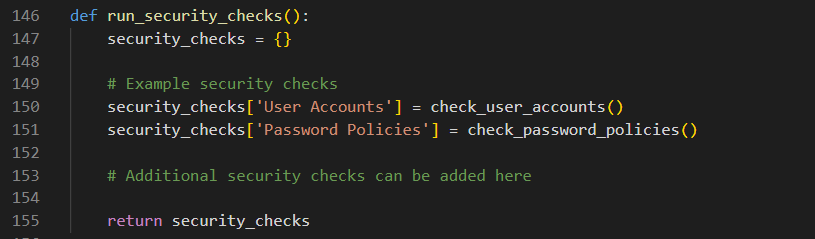 146 def run_security_checks():
147     security_checks = {}
148
149     # Example security checks
150     security_checks['User Accounts'] = check_user_accounts()
151     security_checks['Password Policies'] = check_password_policies()
152
153     # Additional security checks can be added here
154
155     return security_checks